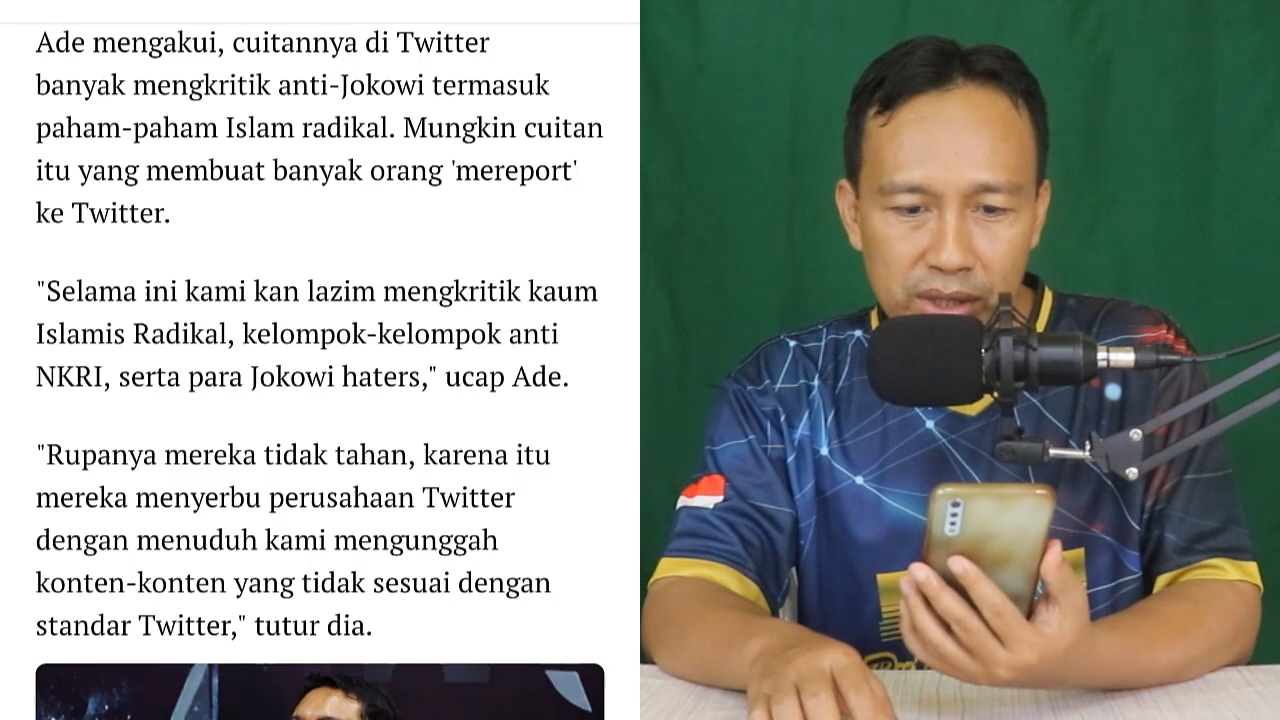 Ade mengakui, cuitannya di Twitter
banyak mengkritik anti-Jokowi termasuk
paham-paham Islam radikal. Mungkin cuitan
itu yang membuat banyak orang 'mereport'
ke Twitter.
"Selama ini kami kan lazim mengkritik kaum
Islamis Radikal, kelompok-kelompok anti
NKRI, serta para Jokowi haters," ucap Ade.
"Rupanya mereka tidak tahan, karena itu
mereka menyerbu perusahaan Twitter
dengan menuduh kami mengunggah
konten-konten yang tidak sesuai dengan
standar Twitter," tutur dia.